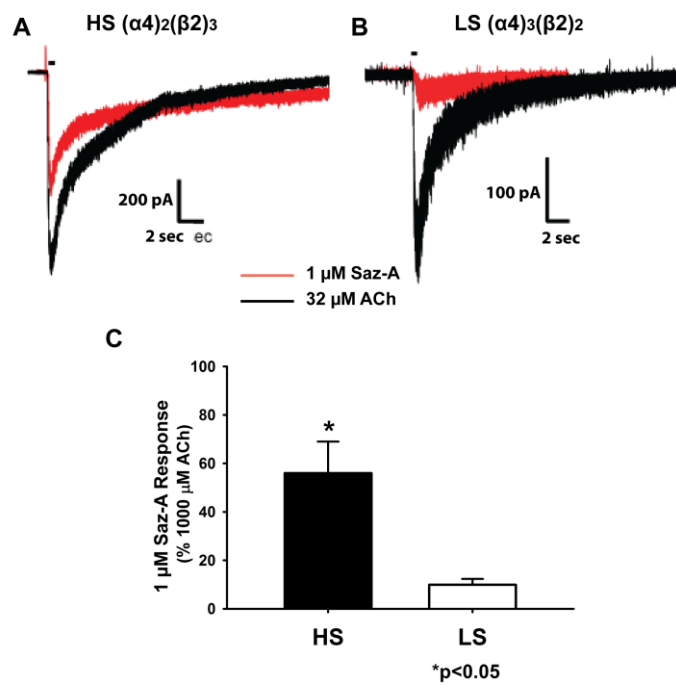 A
HS (α4)₂(β2)₃
200 pA
2 sec ec
B
LS (α4)₃(β2)₂
100 pA
2 sec
1 µM Saz-A
32 µM ACh
C
1 µM Saz-A Response
(% 1000 µM ACh)
100
80
60
40
20
0
*
HS
LS
*p<0.05